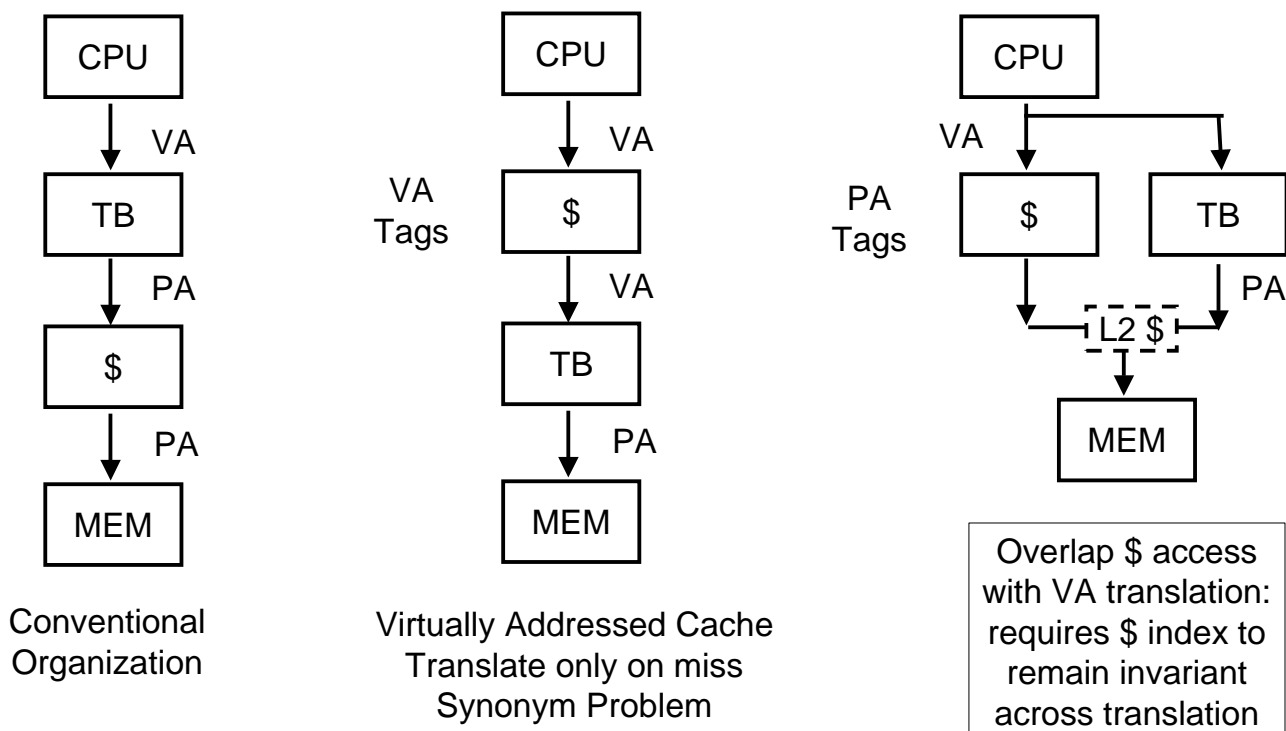 CPU
VA
TB
PA
$
PA
MEM
Conventional
Organization
CPU
VA
VA
Tags
$
VA
TB
PA
MEM
Virtually Addressed Cache
Translate only on miss
Synonym Problem
CPU
VA
PA
Tags
$
TB
PA
L2 $
MEM
Overlap $ access
with VA translation:
requires $ index to
remain invariant
across translation